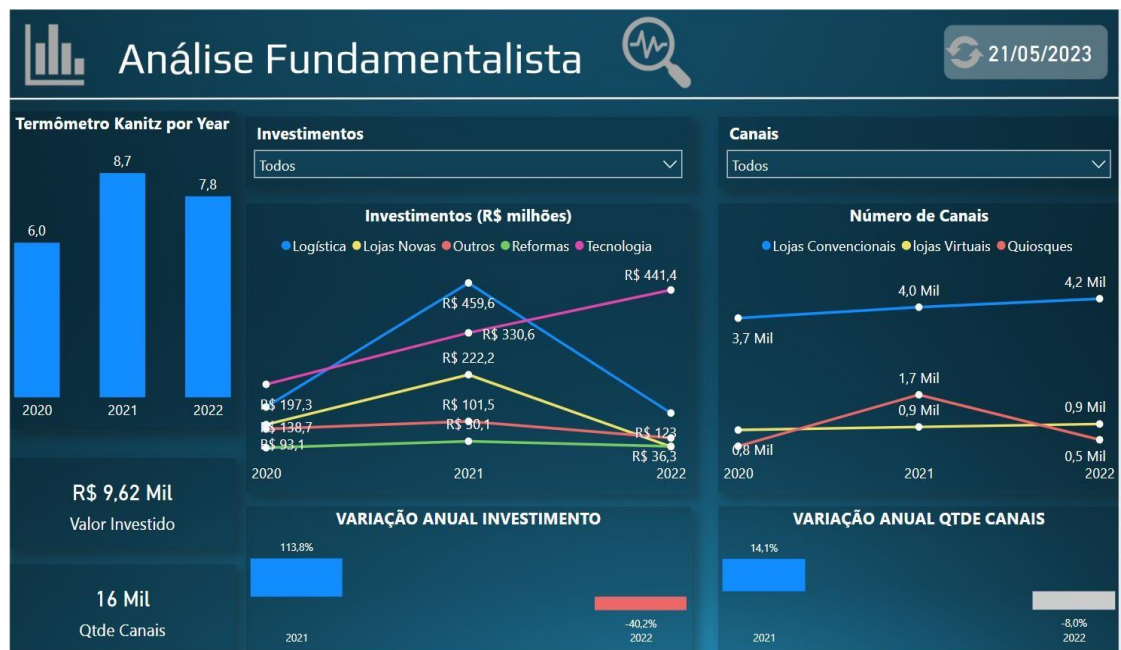 Análise Fundamentalista
21/05/2023
Termômetro Kanitz por Year
8,7
7,8
6,0
2020 2021 2022
R$ 9,62 Mil
Valor Investido
16 Mil
Qtde Canais
Investimentos
Todos
Canais
Todos
Investimentos (R$ milhões)
Logística Lojas Novas Outros Reformas Tecnologia
R$ 441,4
R$ 459,6
R$ 330,6
R$ 222,2
R$ 197,3
R$ 101,5
R$ 138,7
R$ 123
R$ 93,1
R$ 36,3
2020 2021 2022
Número de Canais
Lojas Convencionais lojas Virtuais Quiosques
4,2 Mil
4,0 Mil
3,7 Mil
1,7 Mil
0,9 Mil
0,9 Mil
0,8 Mil
0,5 Mil
2020 2021 2022
VARIAÇÃO ANUAL INVESTIMENTO
113,8%
-40,2%
2021 2022
VARIAÇÃO ANUAL QTDE CANAIS
14,1%
-8,0%
2021 2022